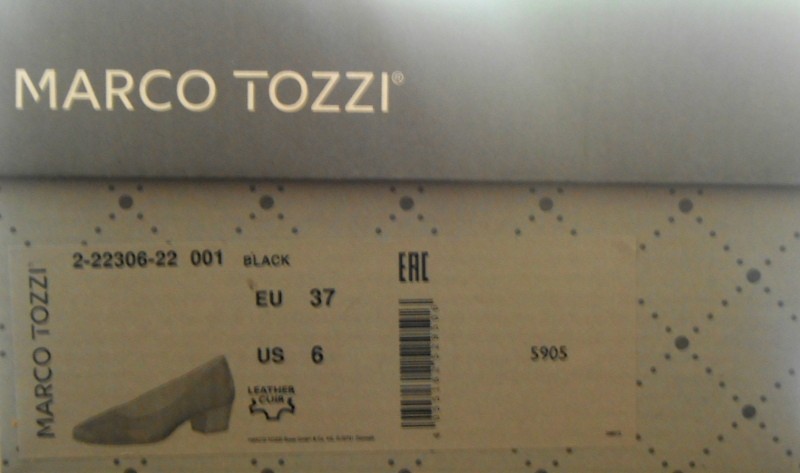 MARCO TOZZI®
MARCO TOZZI
2-22306-22 001 BLACK
EU 37
US 6
LEATHER
CUIR
EAC
5905